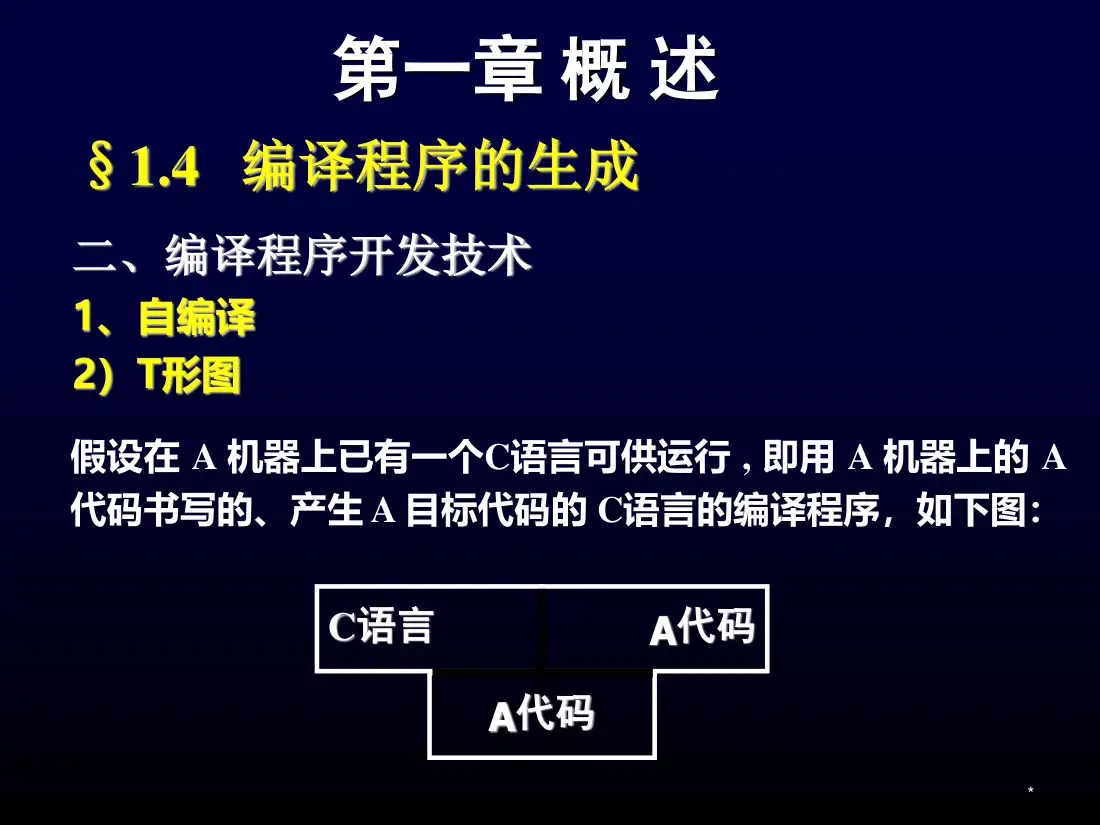 第一章 概 述
§1.4 编译程序的生成
二、编译程序开发技术
1、自编译
2）T形图
假设在 A 机器上已有一个C语言可供运行 , 即用 A 机器上的 A
代码书写的、产生 A 目标代码的 C语言的编译程序，如下图：
C语言 A代码
A代码
*